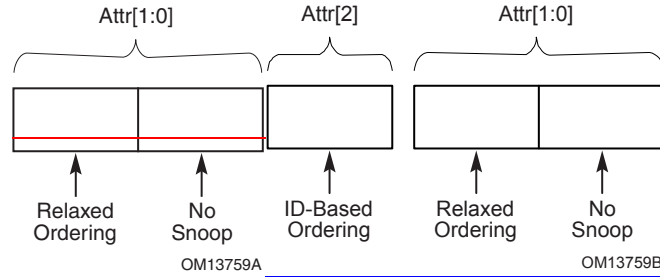 Attr[1:0] Attr[2] Attr[1:0]
Relaxed No ID-Based Relaxed No
Ordering Snoop Ordering Ordering Snoop
OM13759A OM13759B